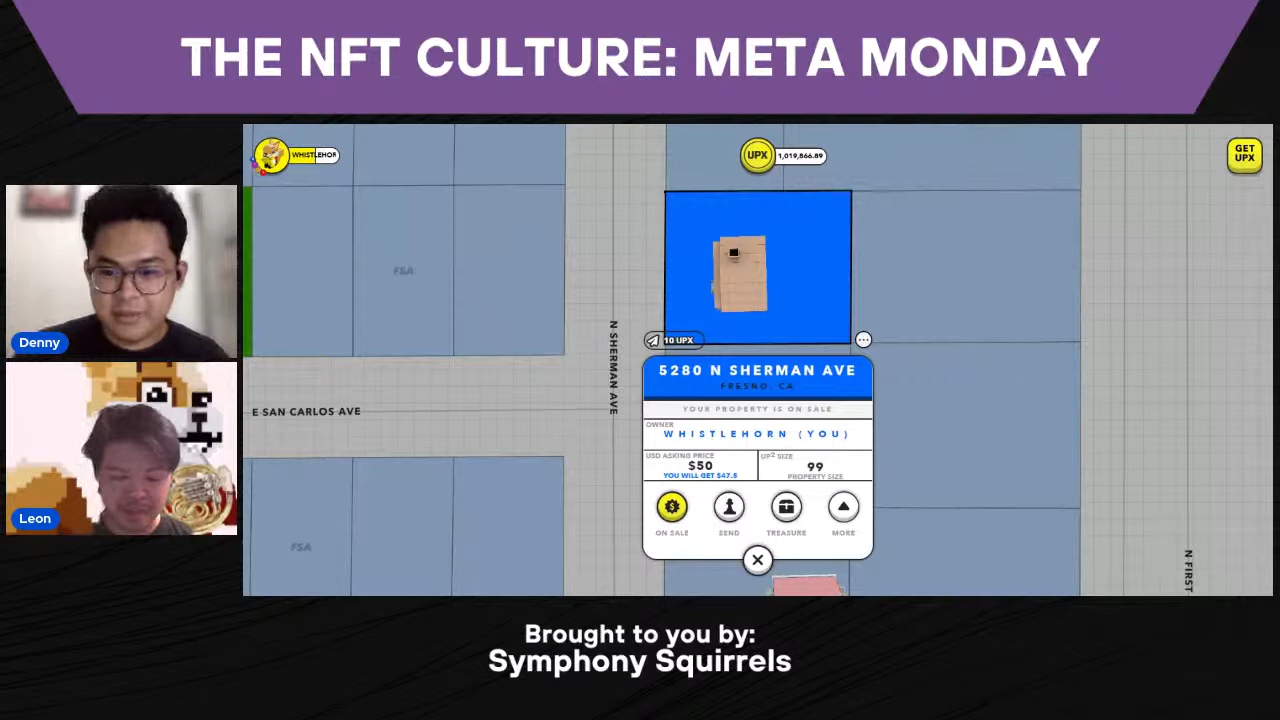 THE NFT CULTURE: META MONDAY
WHISTLEHOR
UPX
1,019,866.89
GET
UPX
FSA
N SHERMAN AVE
10 UPX
5280 N SHERMAN AVE
FRESNO, CA
YOUR PROPERTY IS ON SALE
OWNER
WHISTLEHORN (YOU)
USD ASKING PRICE
$50
YOU WILL GET $47.5
UP² SIZE
99
PROPERTY SIZE
ON SALE
SEND
TREASURE
MORE
E SAN CARLOS AVE
FSA
N FIRST
Denny
Leon
Brought to you by:
Symphony Squirrels